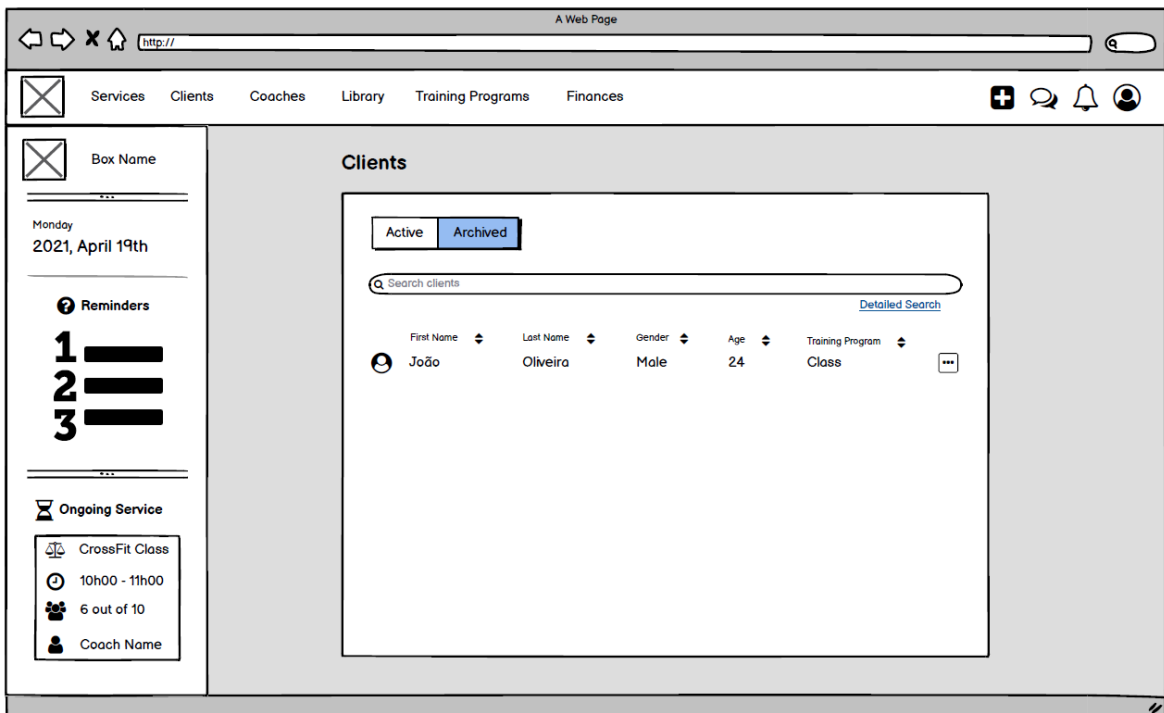 A Web Page
http://
Services Clients Coaches Library Training Programs Finances
Box Name
Monday
2021, April 19th
Reminders
1
2
3
Ongoing Service
CrossFit Class
10h00 - 11h00
6 out of 10
Coach Name
Clients
Active Archived
Search clients
Detailed Search
First Name Last Name Gender Age Training Program
João Oliveira Male 24 Class